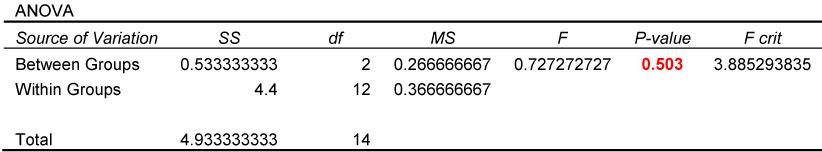 ANOVA
Source of Variation SS df MS F P-value F crit
Between Groups 0.533333333 2 0.266666667 0.727272727 0.503 3.885293835
Within Groups 4.4 12 0.366666667
Total 4.933333333 14